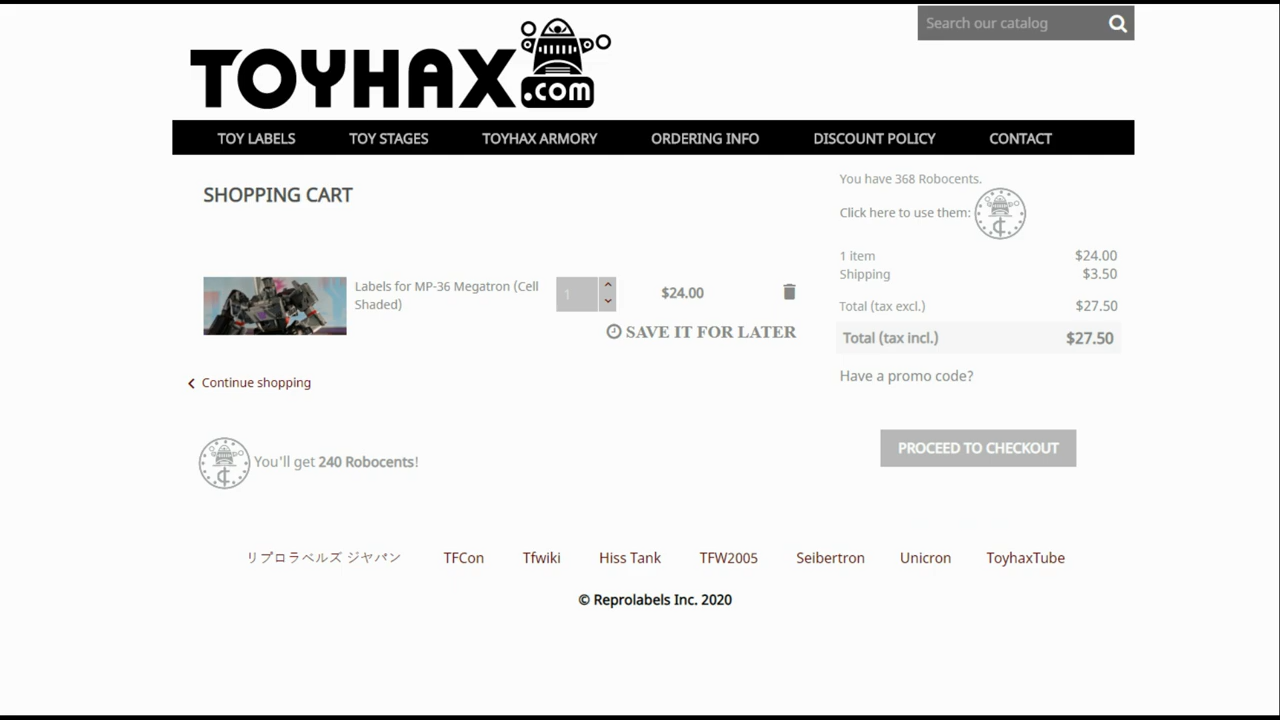 Search our catalog
TOYHAX
.com
TOY LABELS TOY STAGES TOYHAX ARMORY ORDERING INFO DISCOUNT POLICY CONTACT
SHOPPING CART
You have 368 Robocents.
Click here to use them:
1 item $24.00
Shipping $3.50
Total (tax excl.) $27.50
Total (tax incl.) $27.50
Have a promo code?
PROCEED TO CHECKOUT
Labels for MP-36 Megatron (Cell
Shaded)
1
$24.00
SAVE IT FOR LATER
Continue shopping
You'll get 240 Robocents!
リプロラベルズ ジャパン TFCon Tfwiki Hiss Tank TFW2005 Seibertron Unicron ToyhaxTube
© Reprolabels Inc. 2020